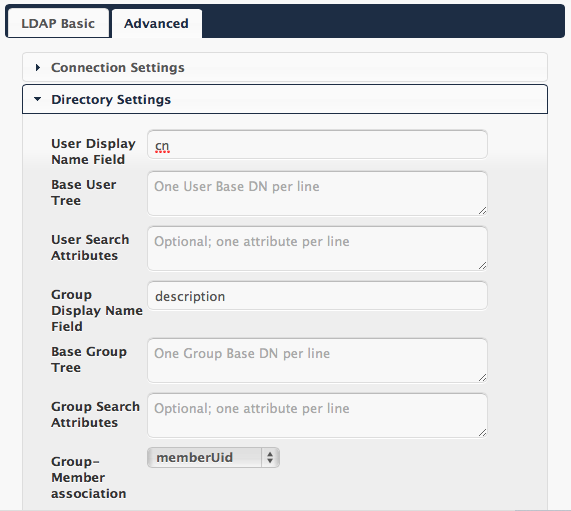 LDAP Basic
Advanced
Connection Settings
Directory Settings
User Display
Name Field
cn
Base User
Tree
One User Base DN per line
User Search
Attributes
Optional; one attribute per line
Group
Display Name
Field
description
Base Group
Tree
One Group Base DN per line
Group Search
Attributes
Optional; one attribute per line
Group-
Member
association
memberUid